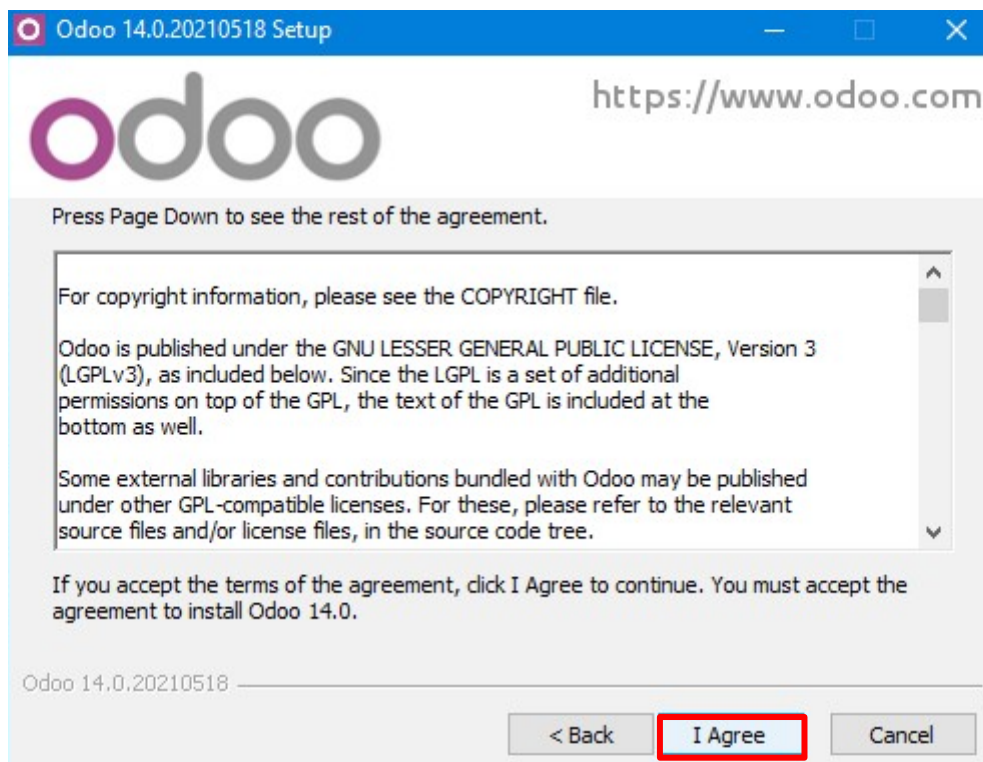 Odoo 14.0.20210518 Setup
odoo
https://www.odoo.com
Press Page Down to see the rest of the agreement.
For copyright information, please see the COPYRIGHT file.
Odoo is published under the GNU LESSER GENERAL PUBLIC LICENSE, Version 3
(LGPLv3), as included below. Since the LGPL is a set of additional
permissions on top of the GPL, the text of the GPL is included at the
bottom as well.
Some external libraries and contributions bundled with Odoo may be published
under other GPL-compatible licenses. For these, please refer to the relevant
source files and/or license files, in the source code tree.
If you accept the terms of the agreement, click I Agree to continue. You must accept the
agreement to install Odoo 14.0.
Odoo 14.0.20210518
< Back I Agree Cancel